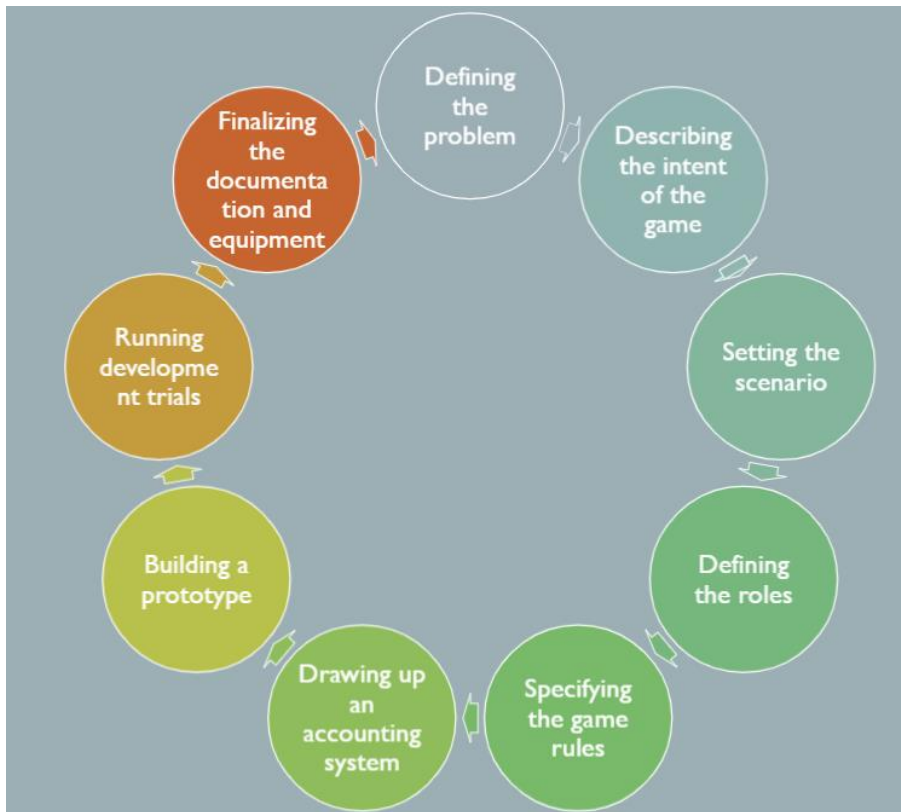 Defining
the
problem
Describing
the intent
of the
game
Setting the
scenario
Defining
the roles
Specifying
the game
rules
Drawing up
an
accounting
system
Building a
prototype
Running
developme
nt trials
Finalizing
the
documenta
tion and
equipment